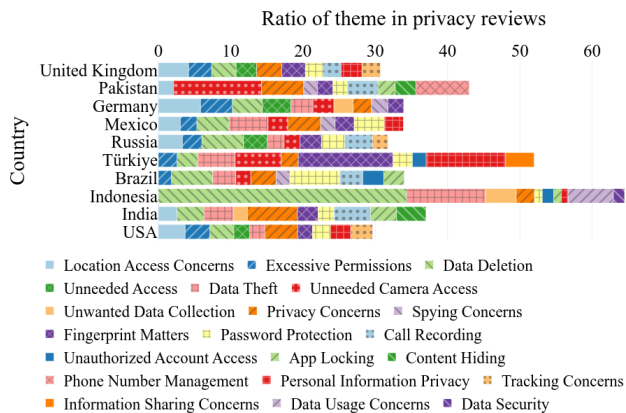 Ratio of theme in privacy reviews
0 10 20 30 40 50 60
Country
United Kingdom
Pakistan
Germany
Mexico
Russia
Türkiye
Brazil
Indonesia
India
USA
Location Access Concerns Excessive Permissions Data Deletion
Unneeded Access Data Theft Unneeded Camera Access
Unwanted Data Collection Privacy Concerns Spying Concerns
Fingerprint Matters Password Protection Call Recording
Unauthorized Account Access App Locking Content Hiding
Phone Number Management Personal Information Privacy Tracking Concerns
Information Sharing Concerns Data Usage Concerns Data Security